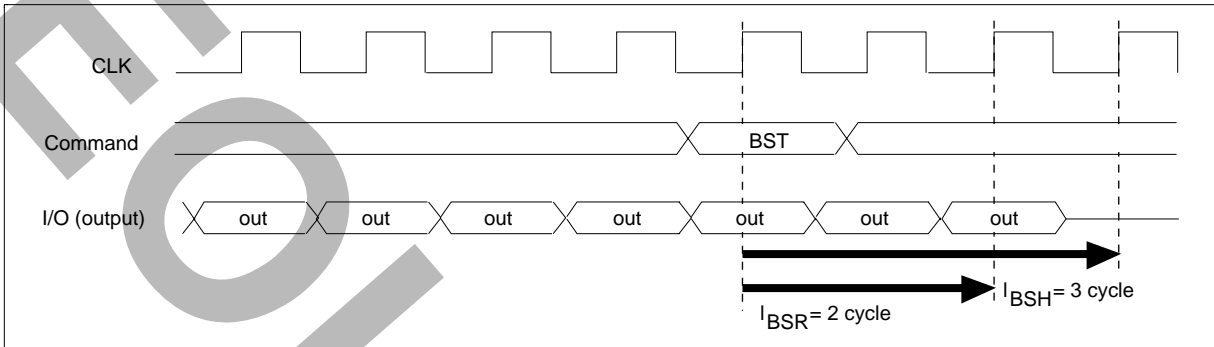 CLK
Command
BST
I/O (output)
out out out out out out out
lBSH= 3 cycle
lBSR= 2 cycle